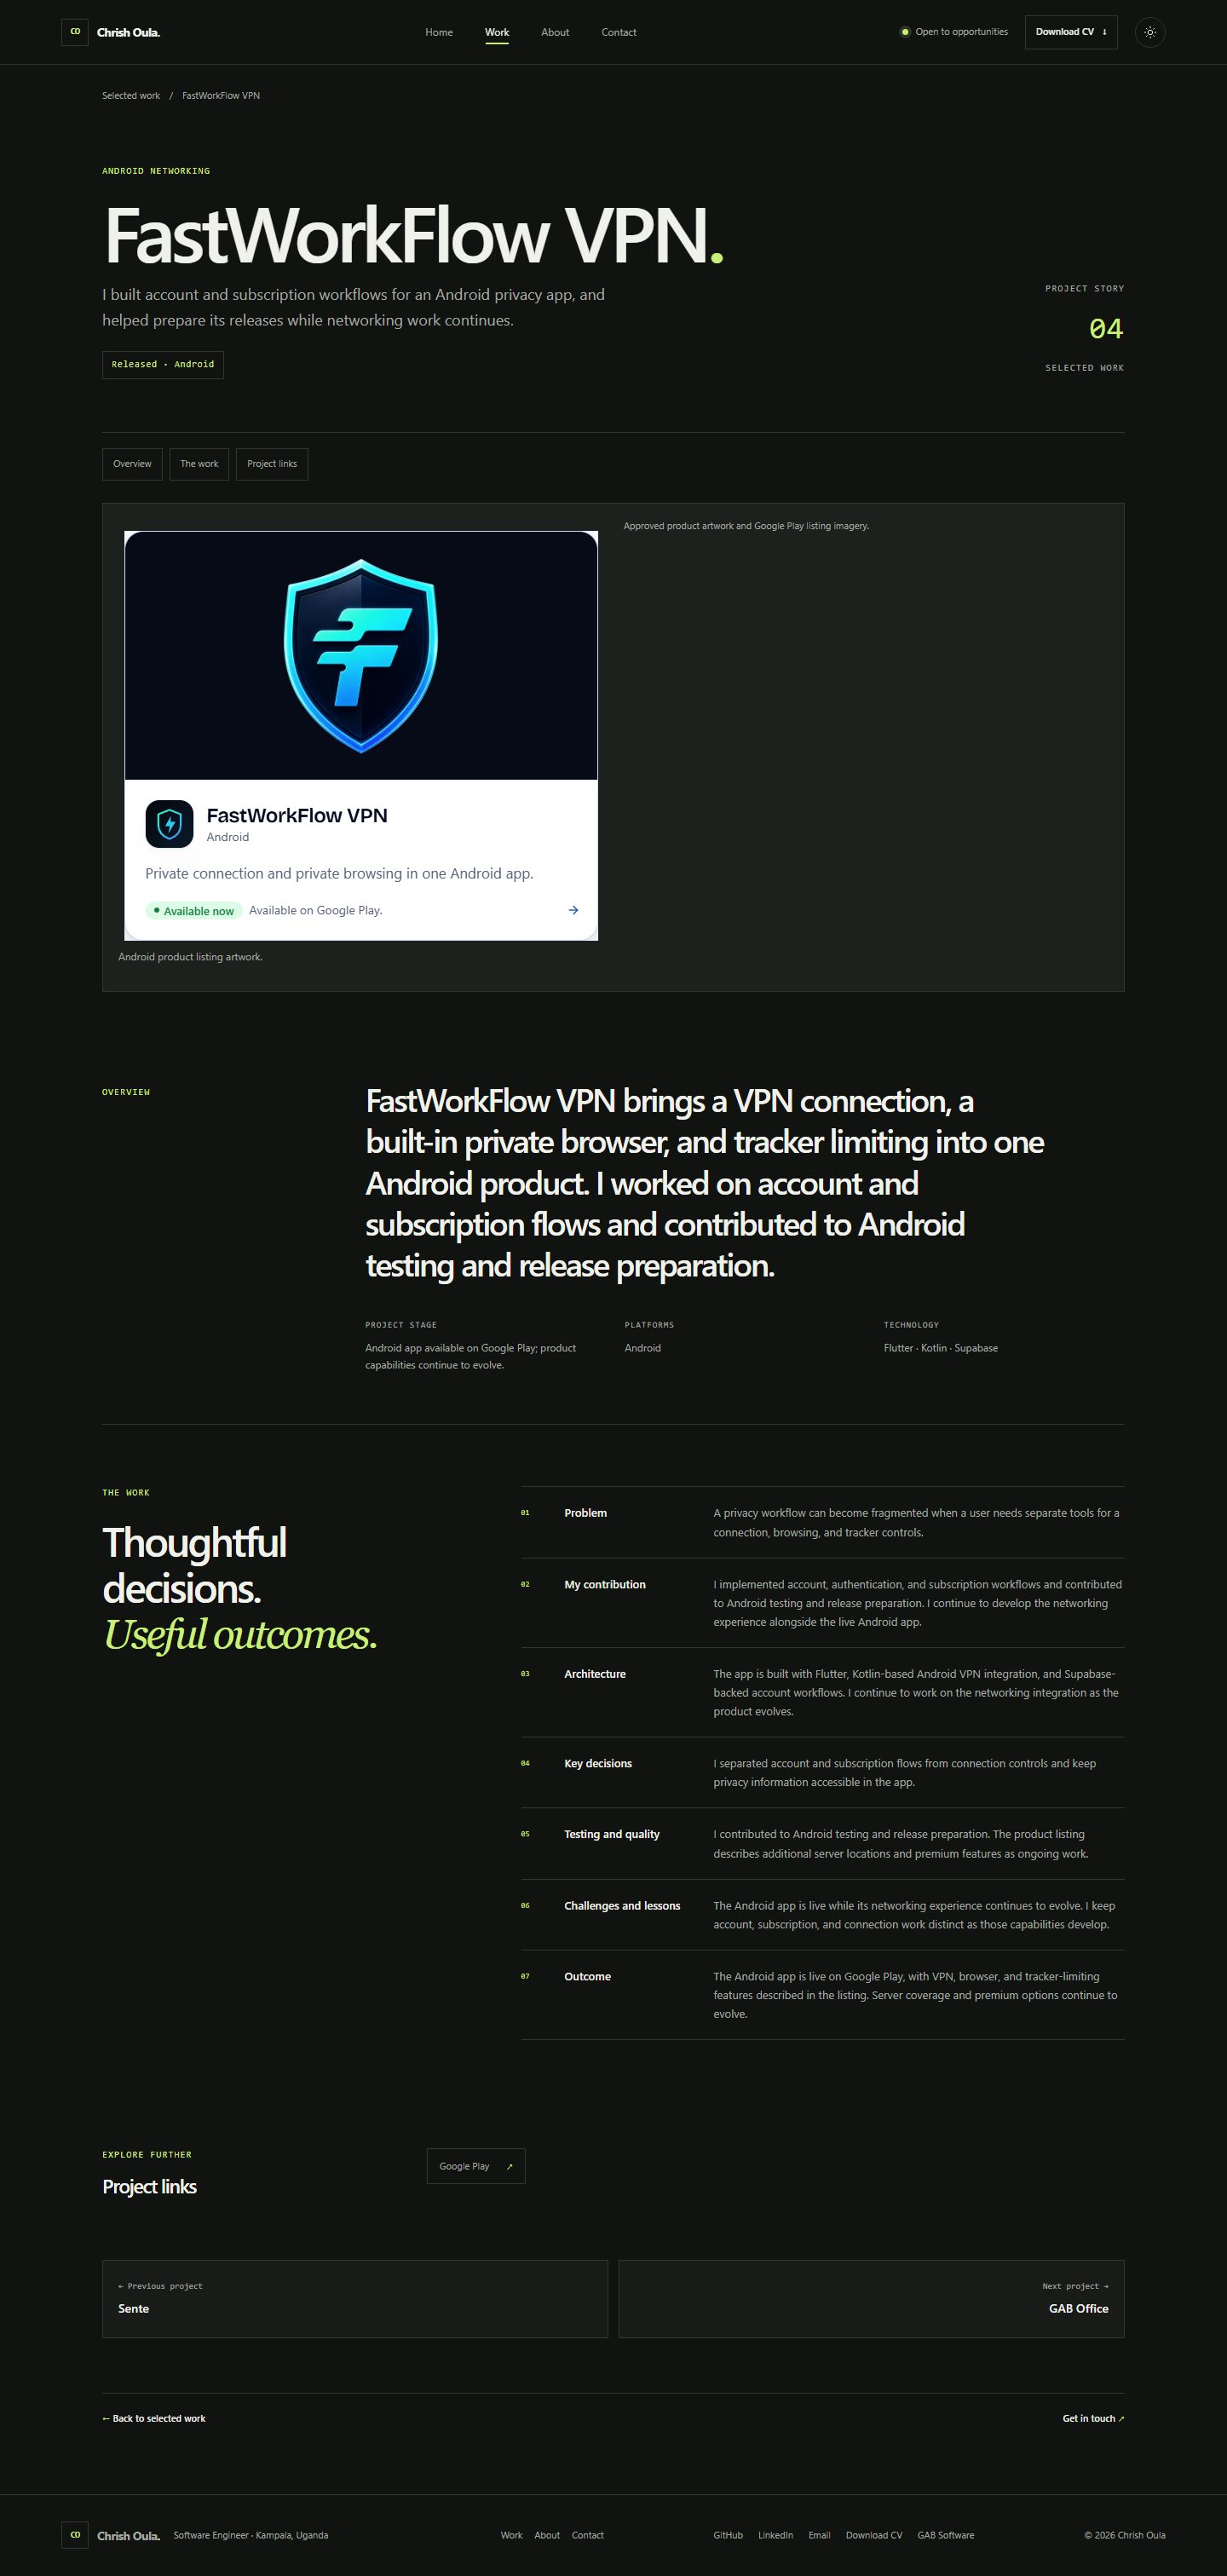 CO Chrish Oula.
Home Work About Contact
Open to opportunities
Download CV ↓
Selected work / FastWorkFlow VPN
ANDROID NETWORKING
FastWorkFlow VPN.
I built account and subscription workflows for an Android privacy app, and
helped prepare its releases while networking work continues.
Released · Android
PROJECT STORY
04
SELECTED WORK
Overview
The work
Project links
Approved product artwork and Google Play listing imagery.
FastWorkFlow VPN
Android
Private connection and private browsing in one Android app.
Available now Available on Google Play. →
Android product listing artwork.
OVERVIEW
FastWorkFlow VPN brings a VPN connection, a
built-in private browser, and tracker limiting into one
Android product. I worked on account and
subscription flows and contributed to Android
testing and release preparation.
PROJECT STAGE
Android app available on Google Play; product
capabilities continue to evolve.
PLATFORMS
Android
TECHNOLOGY
Flutter · Kotlin · Supabase
THE WORK
Thoughtful
decisions.
Useful outcomes.
01 Problem
A privacy workflow can become fragmented when a user needs separate tools for a
connection, browsing, and tracker controls.
02 My contribution
I implemented account, authentication, and subscription workflows and contributed
to Android testing and release preparation. I continue to develop the networking
experience alongside the live Android app.
03 Architecture
The app is built with Flutter, Kotlin-based Android VPN integration, and Supabase-
backed account workflows. I continue to work on the networking integration as the
product evolves.
04 Key decisions
I separated account and subscription flows from connection controls and keep
privacy information accessible in the app.
05 Testing and quality
I contributed to Android testing and release preparation. The product listing
describes additional server locations and premium features as ongoing work.
06 Challenges and lessons
The Android app is live while its networking experience continues to evolve. I keep
account, subscription, and connection work distinct as those capabilities develop.
07 Outcome
The Android app is live on Google Play, with VPN, browser, and tracker-limiting
features described in the listing. Server coverage and premium options continue to
evolve.
EXPLORE FURTHER
Project links
Google Play ↗
← Previous project
Sente
Next project →
GAB Office
← Back to selected work
Get in touch ↗
CO Chrish Oula. Software Engineer · Kampala, Uganda
Work About Contact
GitHub LinkedIn Email Download CV GAB Software
© 2026 Chrish Oula